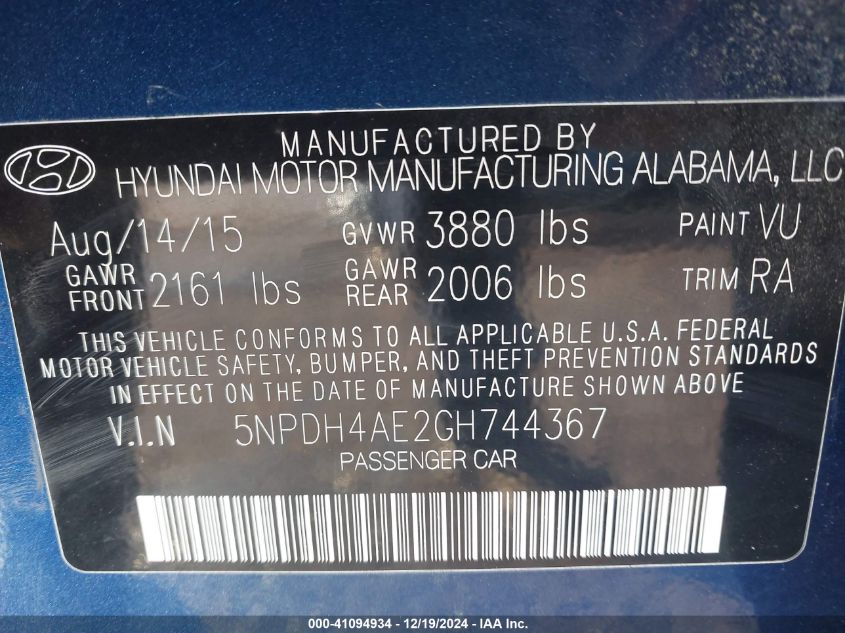 MANUFACTURED BY
HYUNDAI MOTOR MANUFACTURING ALABAMA, LLC
Aug/14/15 GVWR 3880 lbs PAINT VU
GAWR FRONT 2161 lbs GAWR REAR 2006 lbs TRIM RA
THIS VEHICLE CONFORMS TO ALL APPLICABLE U.S.A. FEDERAL
MOTOR VEHICLE SAFETY, BUMPER, AND THEFT PREVENTION STANDARDS
IN EFFECT ON THE DATE OF MANUFACTURE SHOWN ABOVE
V.I.N 5NPDH4AE2GH744367
PASSENGER CAR
000-41094934 - 12/19/2024 - IAA Inc.